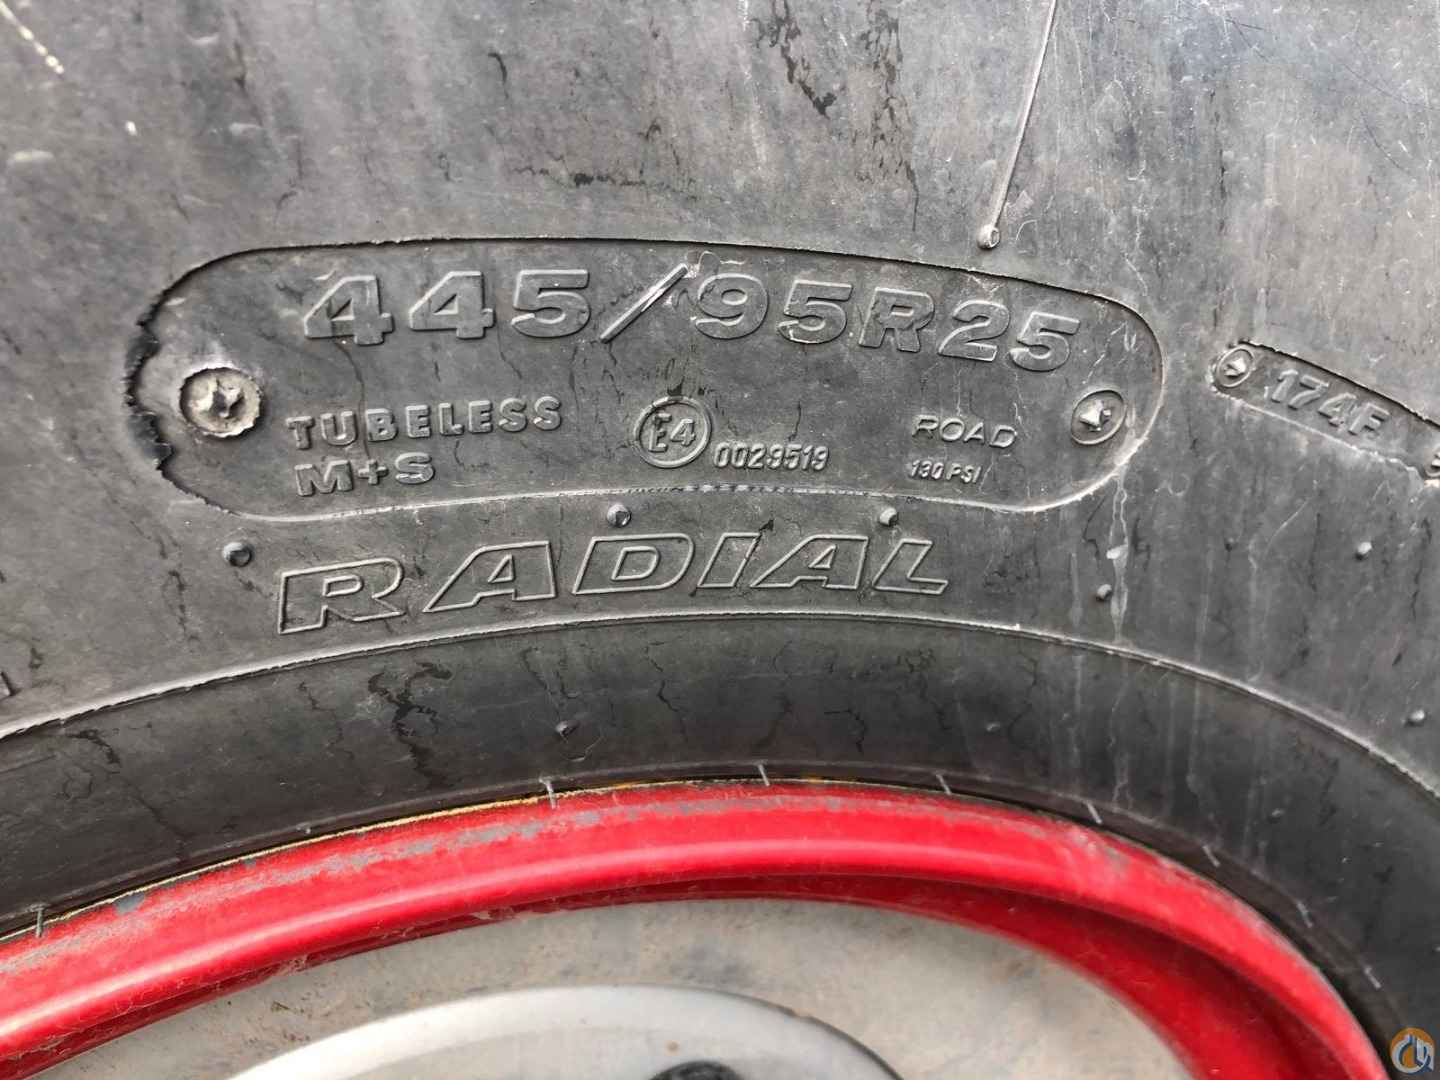 445/95R25
TUBELESS
M+S
E4
0029519
ROAD
130 PSI
RADIAL
174F